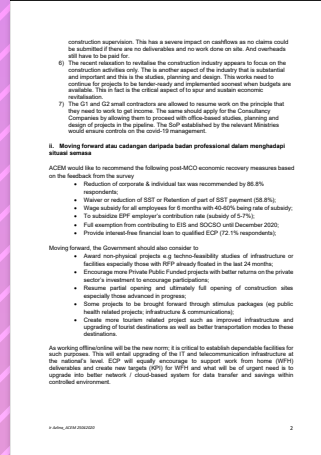 construction supervision. This has a severe impact on cashflows as no claims could
be submitted if there are no deliverables and no work done on site. And overheads
still have to be paid for.
6) The recent relaxation to revitalise the construction industry appears to focus on the
construction activities only. The is another aspect of the industry that is substantial
and important and this is the studies, planning and design. This works need to
continue for projects to be tender-ready and implemented soonest when budgets are
available. This in fact is the critical aspect of to spur and sustain economic
revitalisation.
7) The G1 and G2 small contractors are allowed to resume work on the principle that
they need to work to get income. The same should apply for the Consultancy
Companies by allowing them to proceed with office-based studies, planning and
design of projects in the pipeline. The SoP established by the relevant Ministries
would ensure controls on the covid-19 management.
ii. Moving forward atau cadangan daripada badan profesional dalam menghadapi
situasi semasa
ACEM would like to recommend the following post-MCO economic recovery measures based
on the feedback from the survey
• Reduction of corporate & individual tax was recommended by 86.8%
respondents;
• Waiver or reduction of SST or Retention of part of SST payment (58.8%);
• Wage subsidy for all employees for 6 months with 40-60% being rate of subsidy;
• To subsidize EPF employer's contribution rate (subsidy of 5-7%);
• Full exemption from contributing to EIS and SOCSO until December 2020;
• Provide interest-free financial loan to qualified ECP (72.1% respondents);
Moving forward, the Government should also consider to
• Award non-physical projects e.g techno-feasibility studies of infrastructure or
facilities especially those with RFP already floated in the last 24 months;
• Encourage more Private Public Funded projects with better returns on the private
sector's investment to encourage participations;
• Resume partial opening and ultimately full opening of construction sites
especially those advanced in progress;
• Some projects to be brought forward through stimulus packages (eg public
health related projects; infrastructure & communications);
• Create more tourism related project such as improved infrastructure and
upgrading of tourist destinations as well as better transportation modes to these
destinations.
As working offline/online will be the new norm; it is critical to establish dependable facilities for
such purposes. This will entail upgrading of the IT and telecommunication infrastructure at
the national's level. ECP will equally encourage to support work from home (WFH)
deliverables and create new targets (KPI) for WFH and what will be of urgent need is to
upgrade into better network / cloud-based system for data transfer and savings within
controlled environment.
2